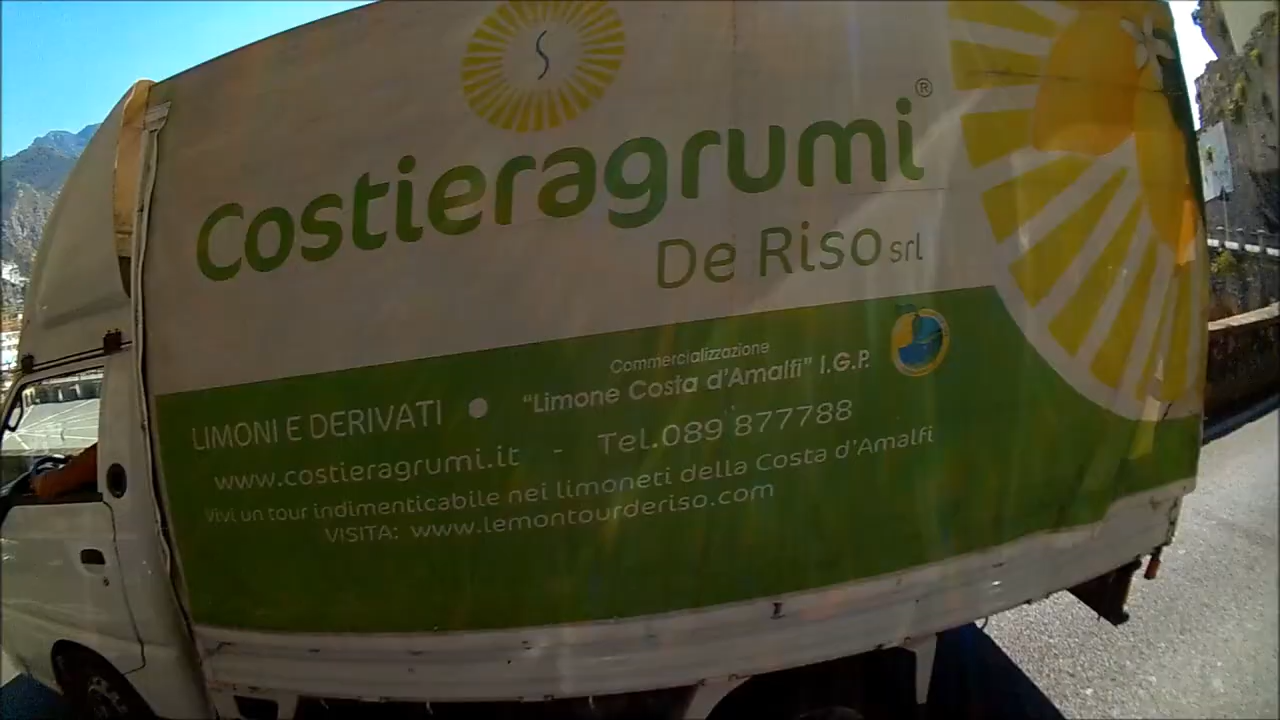 Costieragrumi®
De Riso srl
Commercializzazione
LIMONI E DERIVATI ● "Limone Costa d'Amalfi" I.G.P.
www.costieragrumi.it - Tel.089 877788
Vivi un tour indimenticabile nei limoneti della Costa d'Amalfi
VISITA: www.lemontourderiso.com